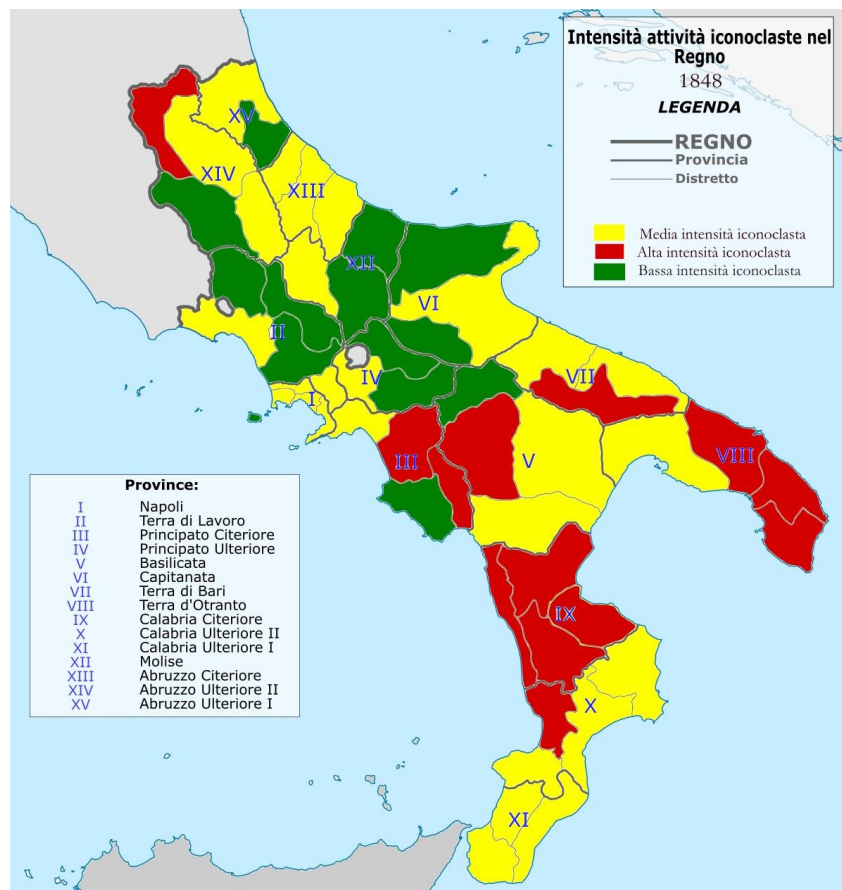 Intensità attività iconoclaste nel
Regno
1848
LEGENDA
REGNO
Provincia
Distretto
Media intensità iconoclasta
Alta intensità iconoclasta
Bassa intensità iconoclasta
XV
XIV
XIII
XII
VI
II
IV
I
VII
III
V
VIII
IX
X
XI
Province:
I Napoli
II Terra di Lavoro
III Principato Citeriore
IV Principato Ulteriore
V Basilicata
VI Capitanata
VII Terra di Bari
VIII Terra d'Otranto
IX Calabria Citeriore
X Calabria Ulteriore II
XI Calabria Ulteriore I
XII Molise
XIII Abruzzo Citeriore
XIV Abruzzo Ulteriore II
XV Abruzzo Ulteriore I